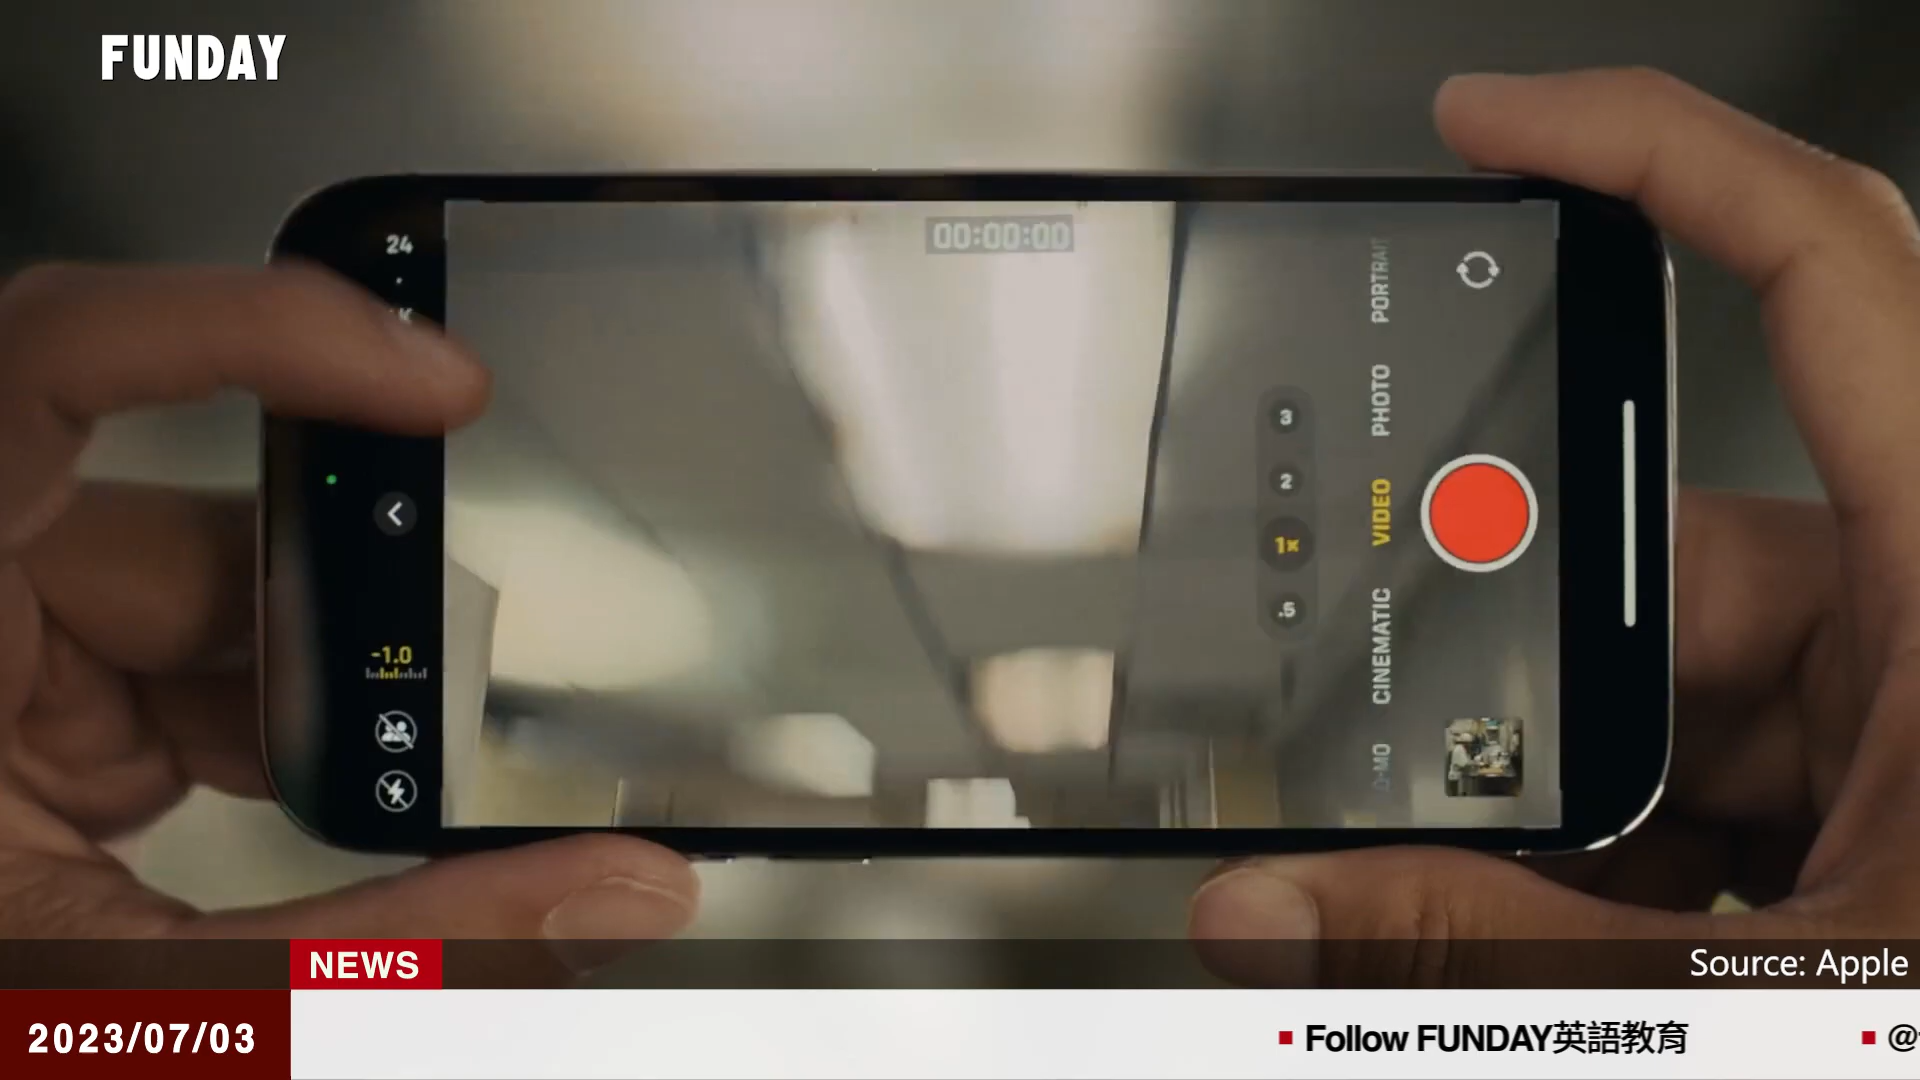 FUNDAY
24
00:00:00
PORTRAIT
PHOTO
3
2
VIDEO
1×
.5
CINEMATIC
-1.0
NEWS
Source: Apple
2023/07/03
Follow FUNDAY英語教育